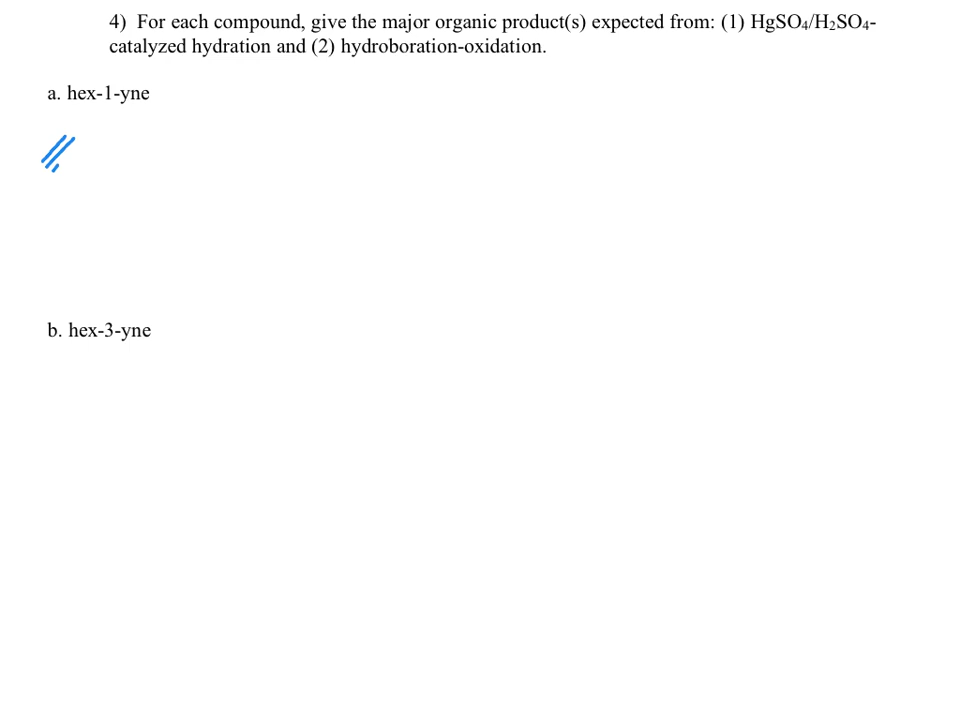 4) For each compound, give the major organic product(s) expected from: (1) HgSO₄/H₂SO₄-
catalyzed hydration and (2) hydroboration-oxidation.
a. hex-1-yne
b. hex-3-yne